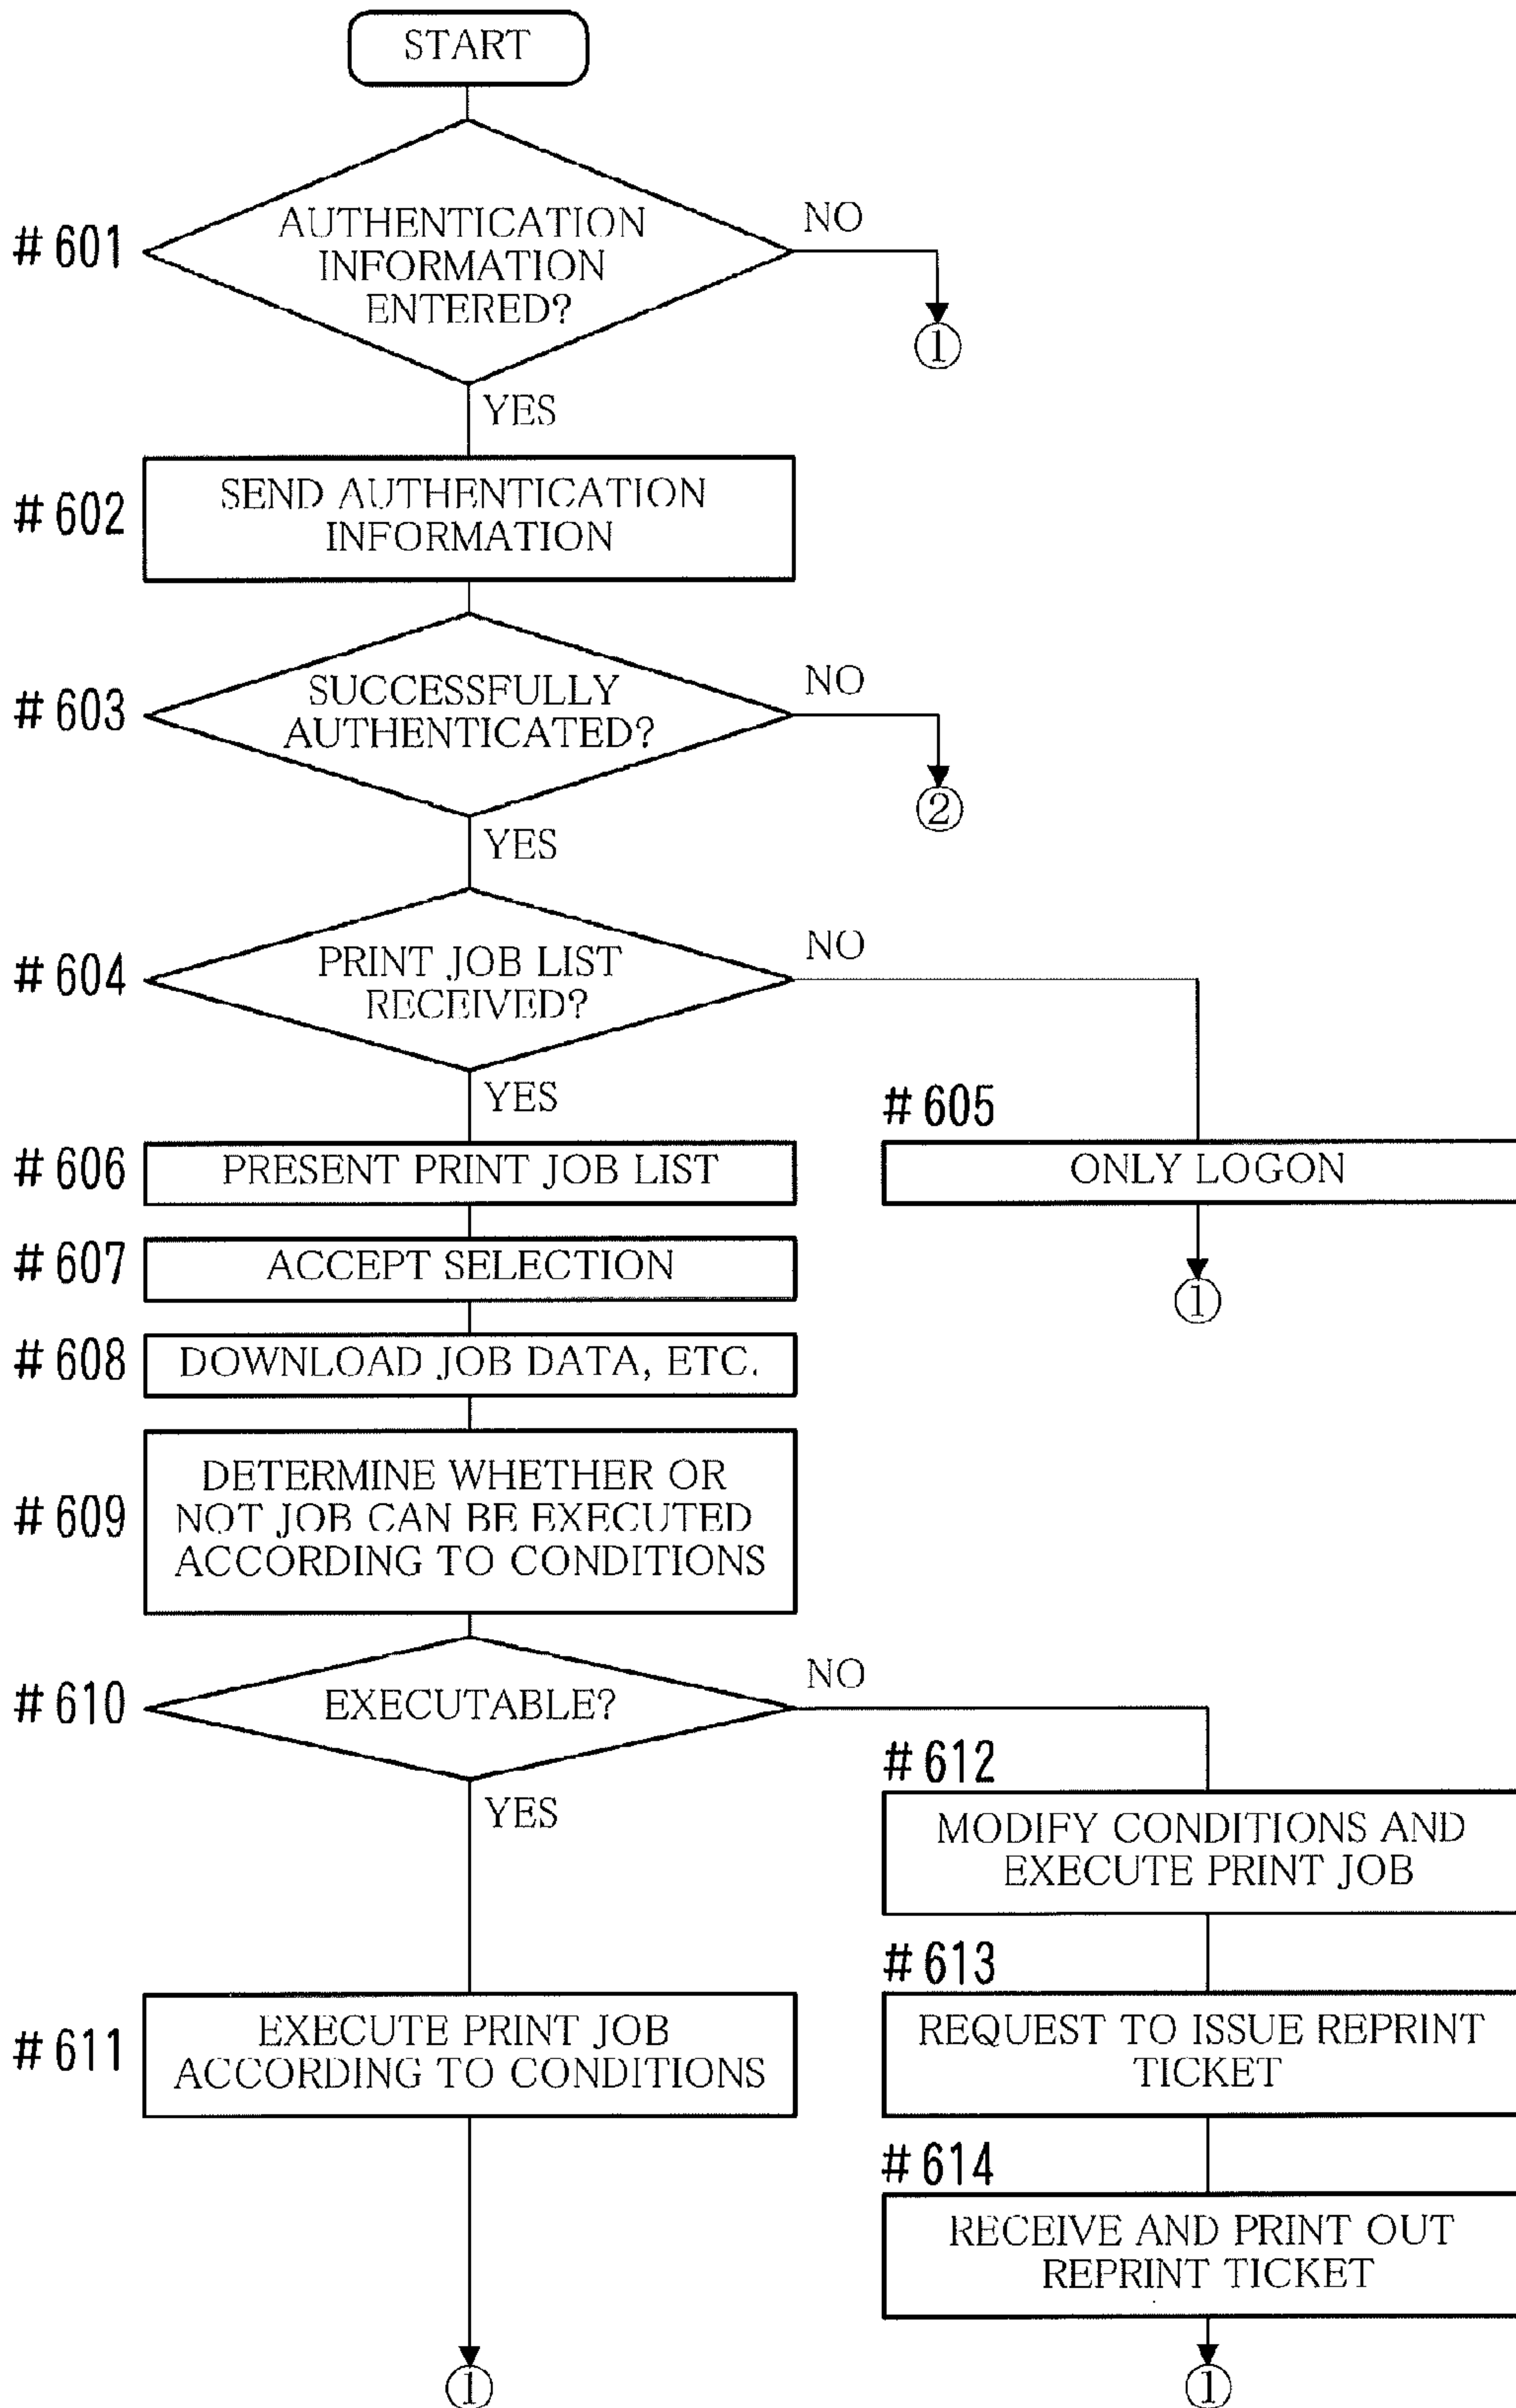 START
# 601
AUTHENTICATION
INFORMATION
ENTERED?
NO
①
YES
# 602
SEND AUTHENTICATION
INFORMATION
# 603
SUCCESSFULLY
AUTHENTICATED?
NO
②
YES
# 604
PRINT JOB LIST
RECEIVED?
NO
YES
# 605
ONLY LOGON
①
# 606
PRESENT PRINT JOB LIST
# 607
ACCEPT SELECTION
# 608
DOWNLOAD JOB DATA, ETC.
# 609
DETERMINE WHETHER OR
NOT JOB CAN BE EXECUTED
ACCORDING TO CONDITIONS
# 610
EXECUTABLE?
NO
YES
# 612
MODIFY CONDITIONS AND
EXECUTE PRINT JOB
# 611
EXECUTE PRINT JOB
ACCORDING TO CONDITIONS
①
# 613
REQUEST TO ISSUE REPRINT
TICKET
# 614
RECEIVE AND PRINT OUT
REPRINT TICKET
①